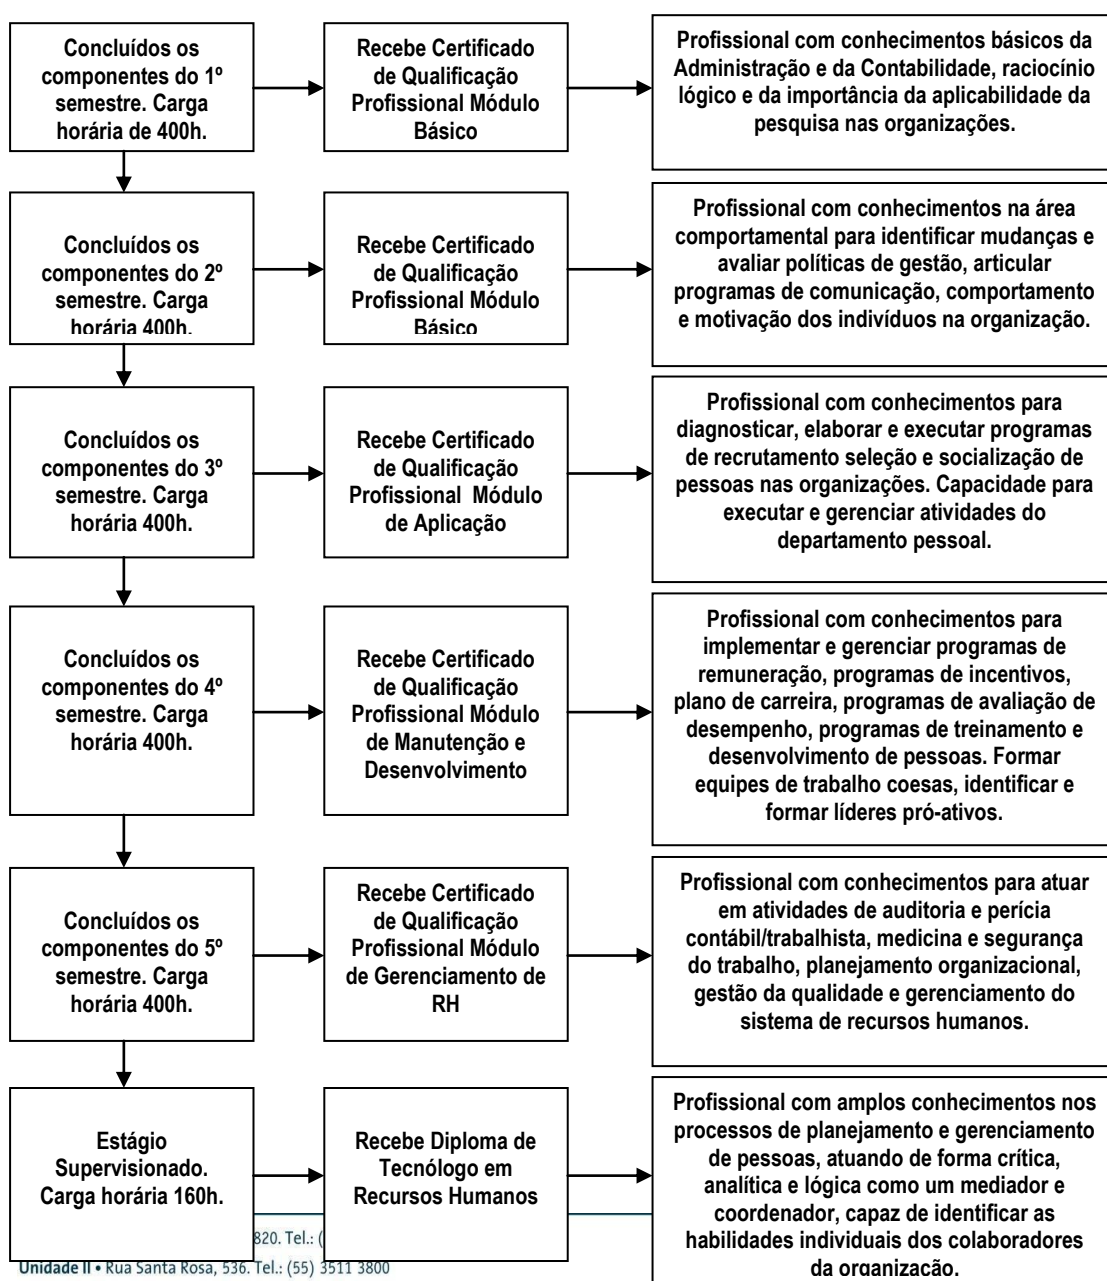 Concluídos os
componentes do 1º
semestre. Carga
horária de 400h.
Recebe Certificado
de Qualificação
Profissional Módulo
Básico
Profissional com conhecimentos básicos da
Administração e da Contabilidade, raciocínio
lógico e da importância da aplicabilidade da
pesquisa nas organizações.
Concluídos os
componentes do 2º
semestre. Carga
horária 400h.
Recebe Certificado
de Qualificação
Profissional Módulo
Básico
Profissional com conhecimentos na área
comportamental para identificar mudanças e
avaliar políticas de gestão, articular
programas de comunicação, comportamento
e motivação dos indivíduos na organização.
Concluídos os
componentes do 3º
semestre. Carga
horária 400h.
Recebe Certificado
de Qualificação
Profissional Módulo
de Aplicação
Profissional com conhecimentos para
diagnosticar, elaborar e executar programas
de recrutamento seleção e socialização de
pessoas nas organizações. Capacidade para
executar e gerenciar atividades do
departamento pessoal.
Concluídos os
componentes do 4º
semestre. Carga
horária 400h.
Recebe Certificado
de Qualificação
Profissional Módulo
de Manutenção e
Desenvolvimento
Profissional com conhecimentos para
implementar e gerenciar programas de
remuneração, programas de incentivos,
plano de carreira, programas de avaliação de
desempenho, programas de treinamento e
desenvolvimento de pessoas. Formar
equipes de trabalho coesas, identificar e
formar líderes pró-ativos.
Concluídos os
componentes do 5º
semestre. Carga
horária 400h.
Recebe Certificado
de Qualificação
Profissional Módulo
de Gerenciamento de
RH
Profissional com conhecimentos para atuar
em atividades de auditoria e perícia
contábil/trabalhista, medicina e segurança
do trabalho, planejamento organizacional,
gestão da qualidade e gerenciamento do
sistema de recursos humanos.
Estágio
Supervisionado.
Carga horária 160h.
Recebe Diploma de
Tecnólogo em
Recursos Humanos
Profissional com amplos conhecimentos nos
processos de planejamento e gerenciamento
de pessoas, atuando de forma crítica,
analítica e lógica como um mediador e
coordenador, capaz de identificar as
habilidades individuais dos colaboradores
da organização.
820. Tel.: (
Unidade II • Rua Santa Rosa, 536. Tel.: (55) 3511 3800